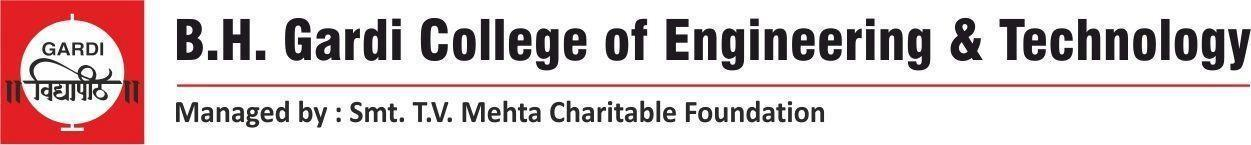 GARDI
॥ विद्यापीठ ॥
B.H. Gardi College of Engineering & Technology
Managed by : Smt. T.V. Mehta Charitable Foundation